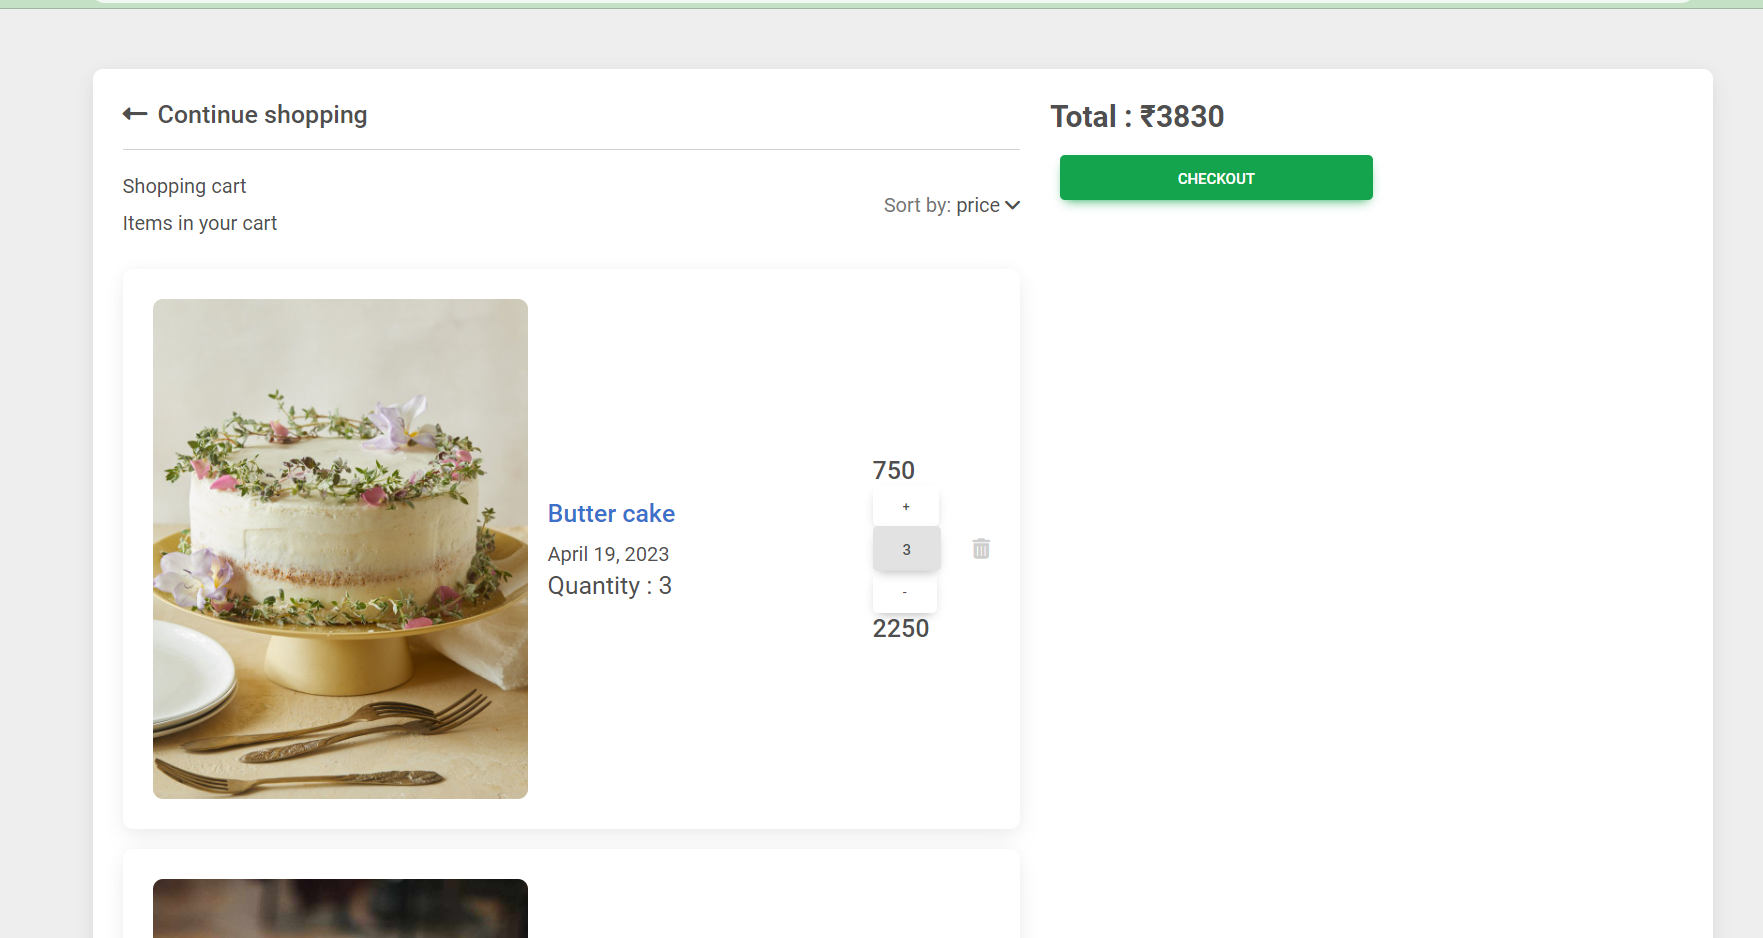 Continue shopping
Total : ₹3830
CHECKOUT
Shopping cart
Items in your cart
Sort by: price
Butter cake
April 19, 2023
Quantity : 3
750
+
3
-
2250